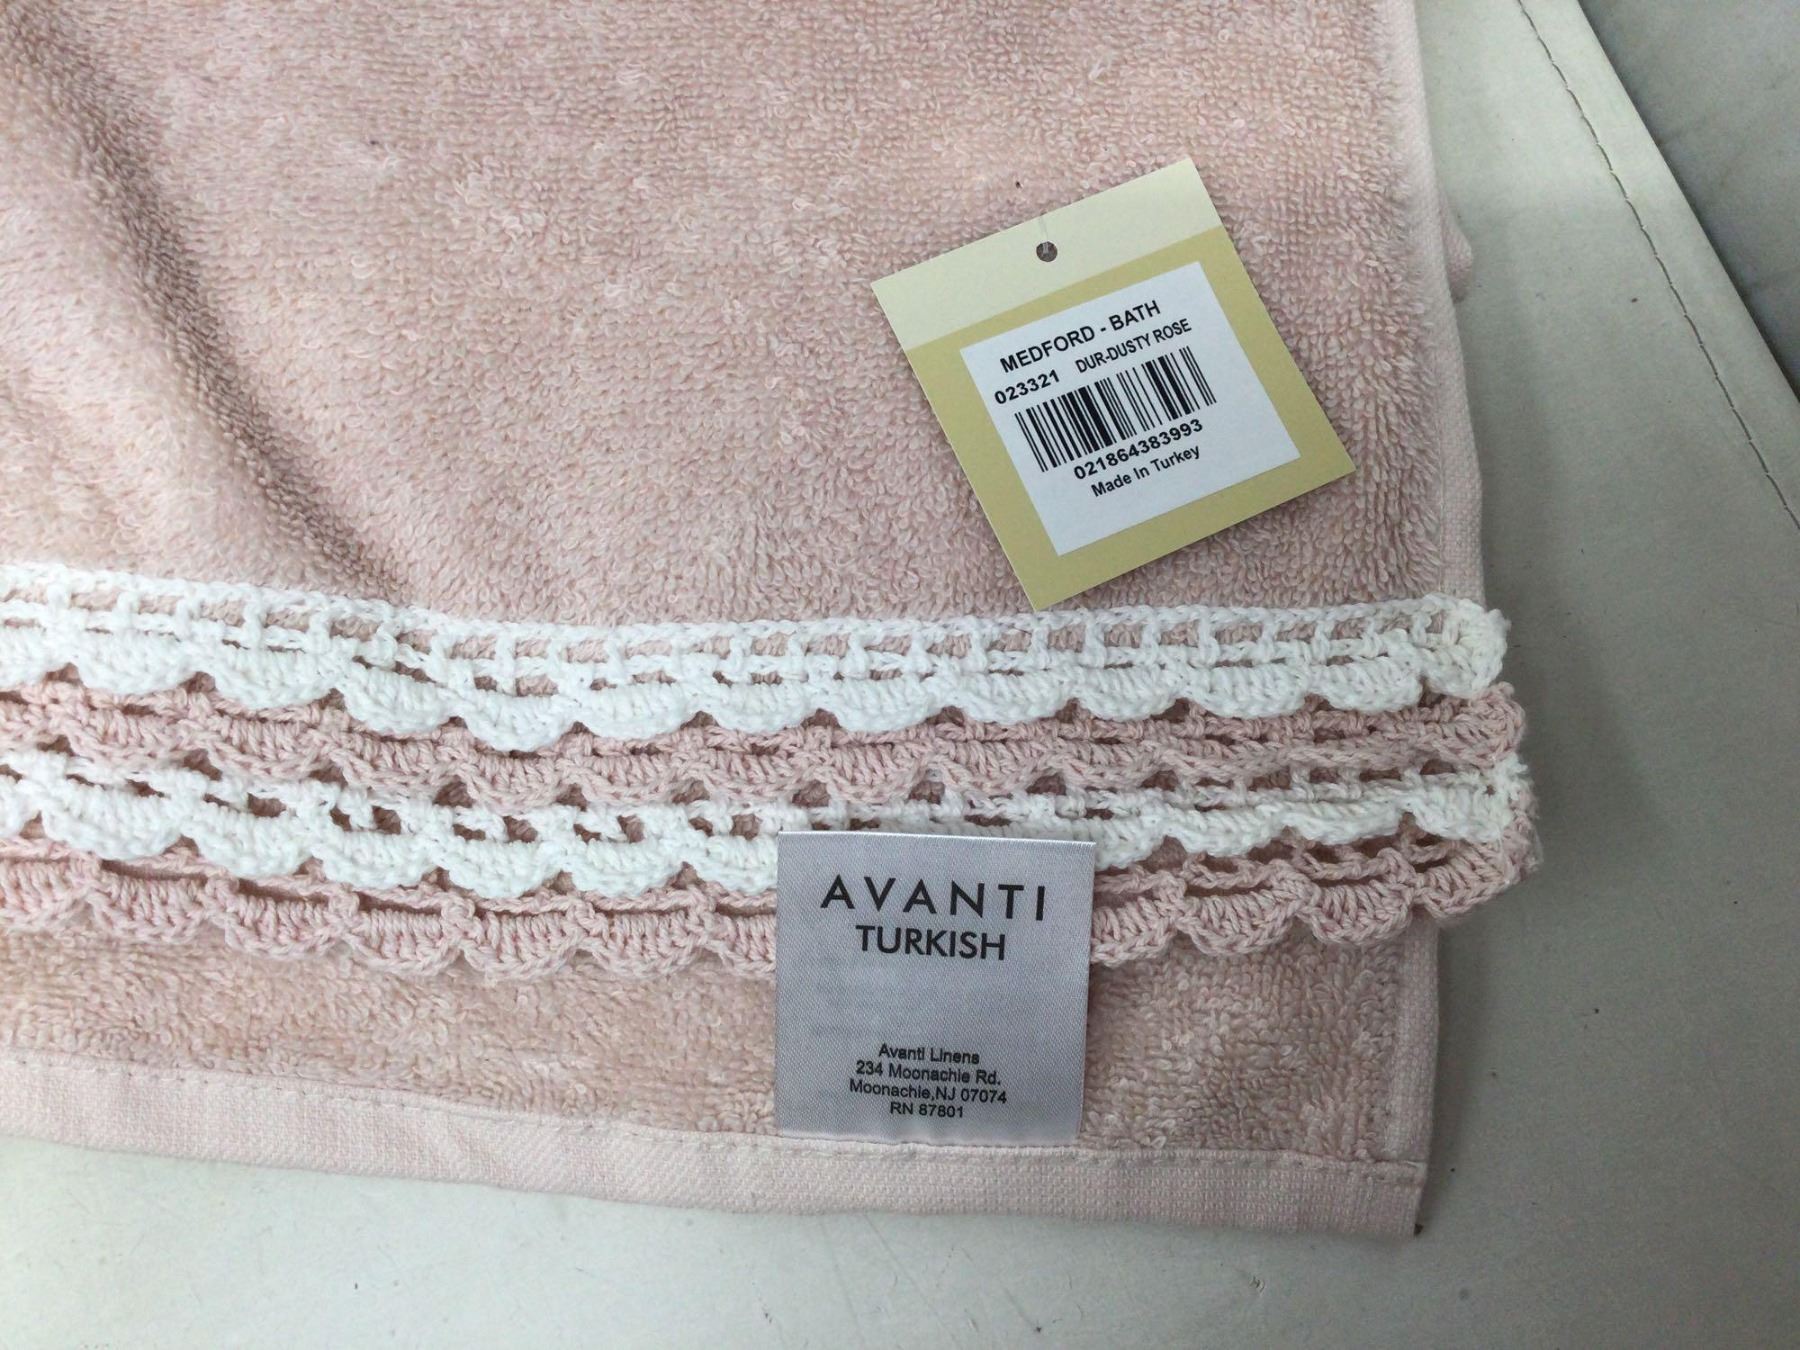 MEDFORD - BATH
023321 DUR-DUSTY ROSE
021864383993
Made In Turkey
AVANTI
TURKISH
Avanti Linens
234 Moonachie Rd.
Moonachie,NJ 07074
RN 87801